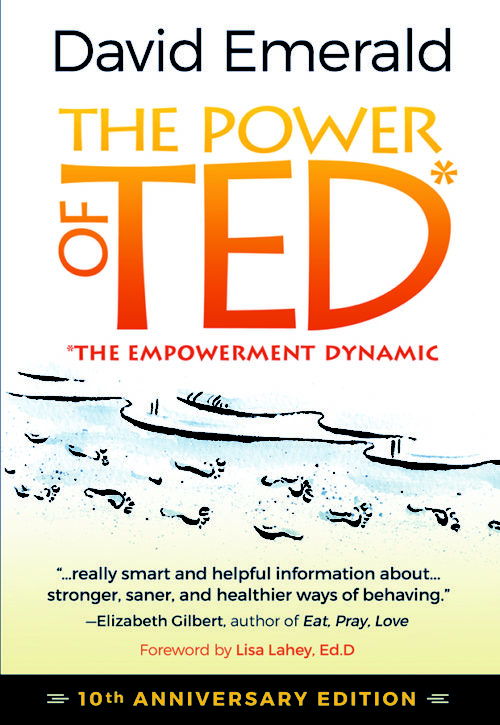 David Emerald
THE POWER
OF TED*
*THE EMPOWERMENT DYNAMIC
“...really smart and helpful information about...
stronger, saner, and healthier ways of behaving.”
—Elizabeth Gilbert, author of Eat, Pray, Love
Foreword by Lisa Lahey, Ed.D
10th ANNIVERSARY EDITION